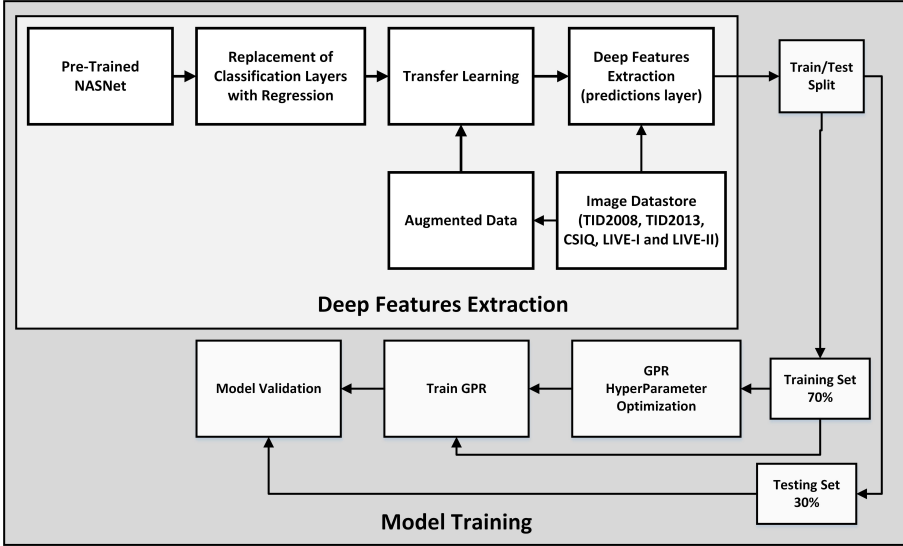 Pre-Trained
NASNet
Replacement of
Classification Layers
with Regression
Transfer Learning
Deep Features
Extraction
(predictions layer)
Train/Test
Split
Augmented Data
Image Datastore
(TID2008, TID2013,
CSIQ, LIVE-I and LIVE-II)
Deep Features Extraction
Model Validation
Train GPR
GPR
HyperParameter
Optimization
Training Set
70%
Testing Set
30%
Model Training